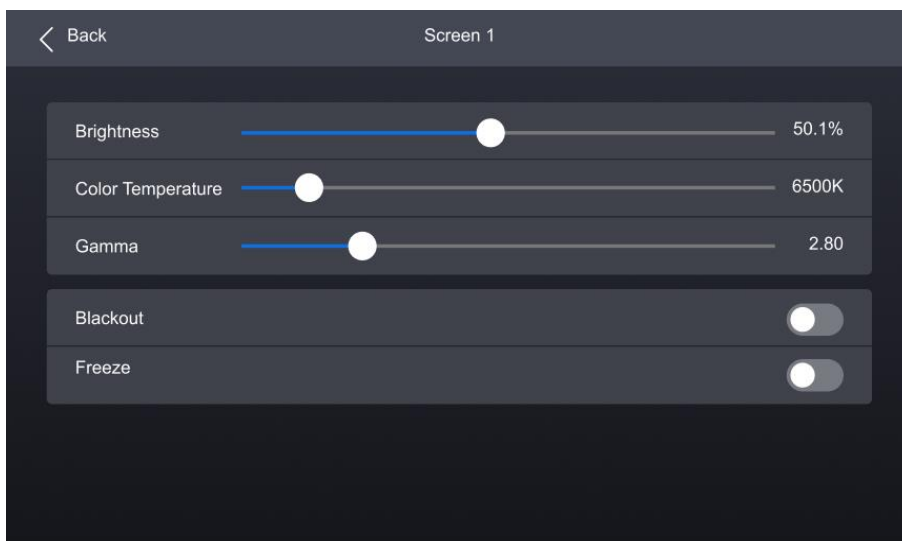 Back Screen 1
Brightness 50.1%
Color Temperature 6500K
Gamma 2.80
Blackout
Freeze